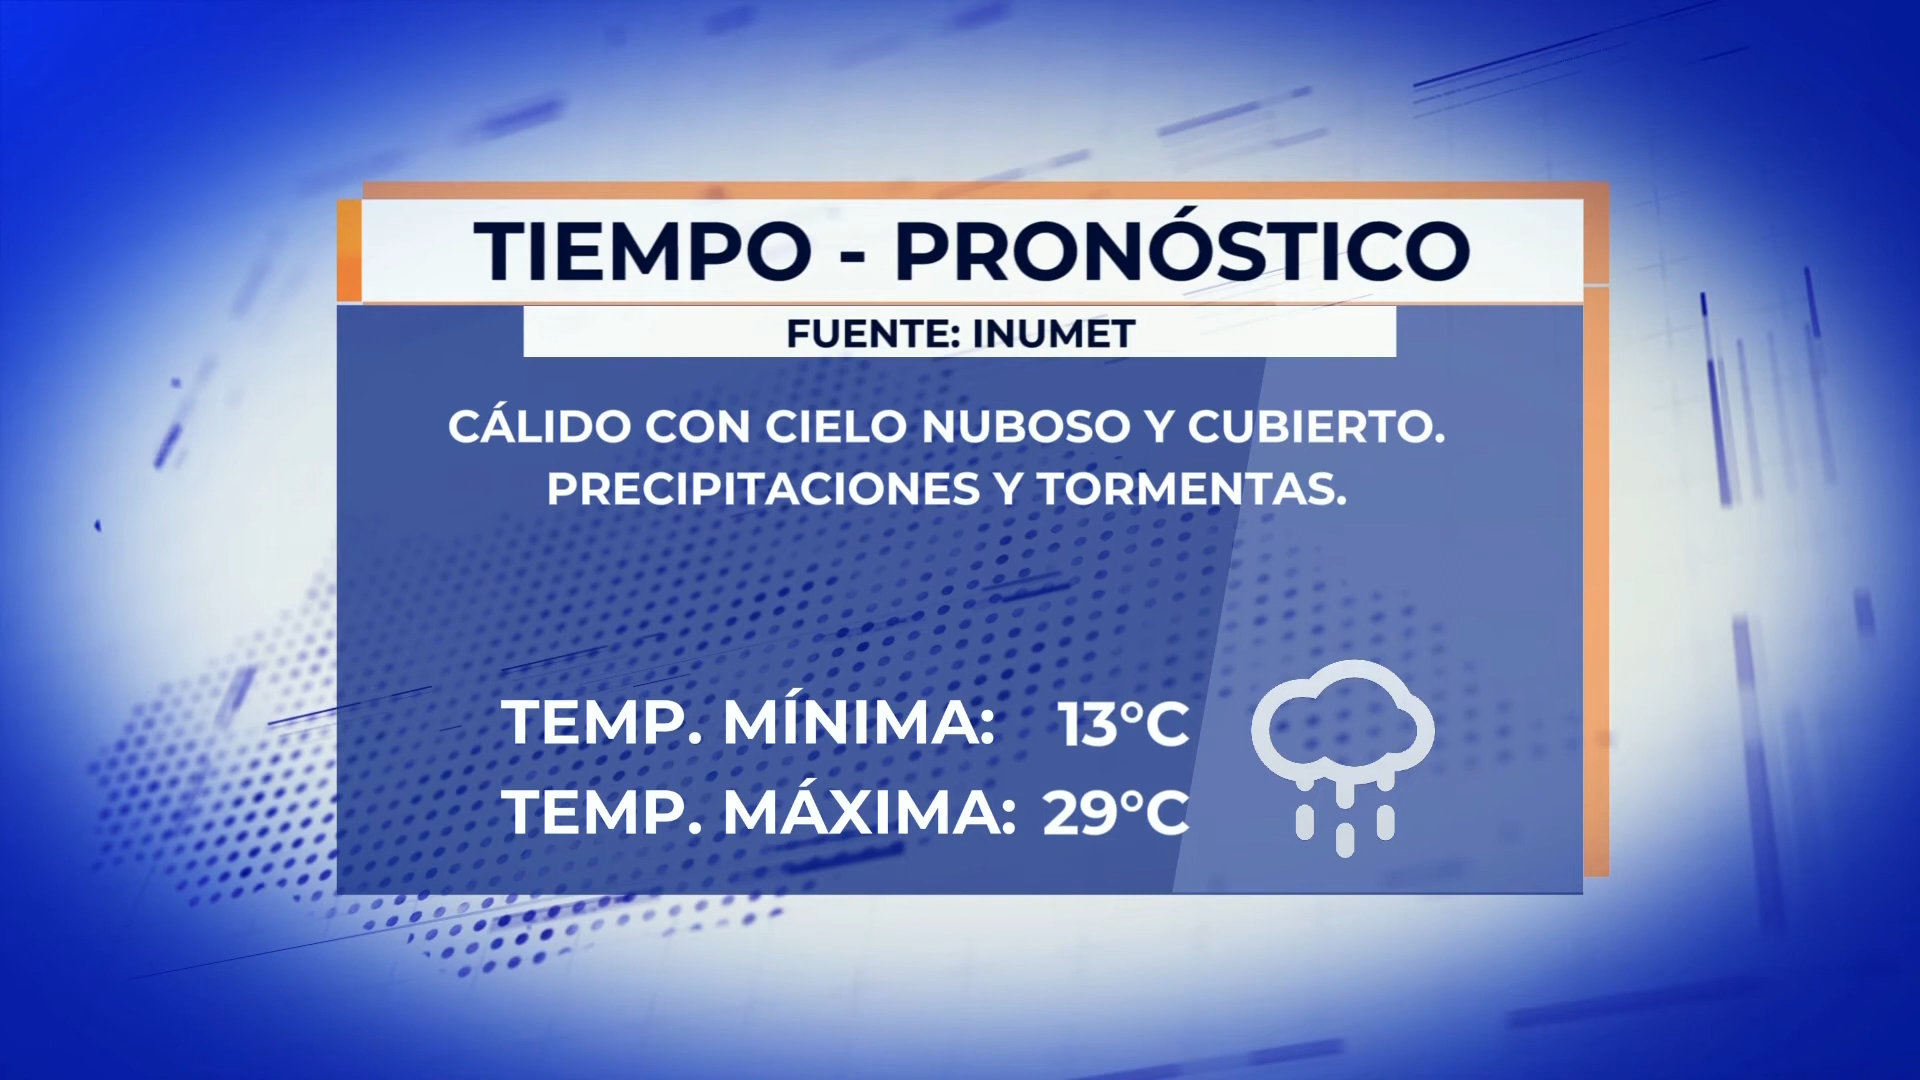 TIEMPO - PRONÓSTICO
FUENTE: INUMET
CÁLIDO CON CIELO NUBOSO Y CUBIERTO.
PRECIPITACIONES Y TORMENTAS.
TEMP. MÍNIMA: 13°C
TEMP. MÁXIMA: 29°C